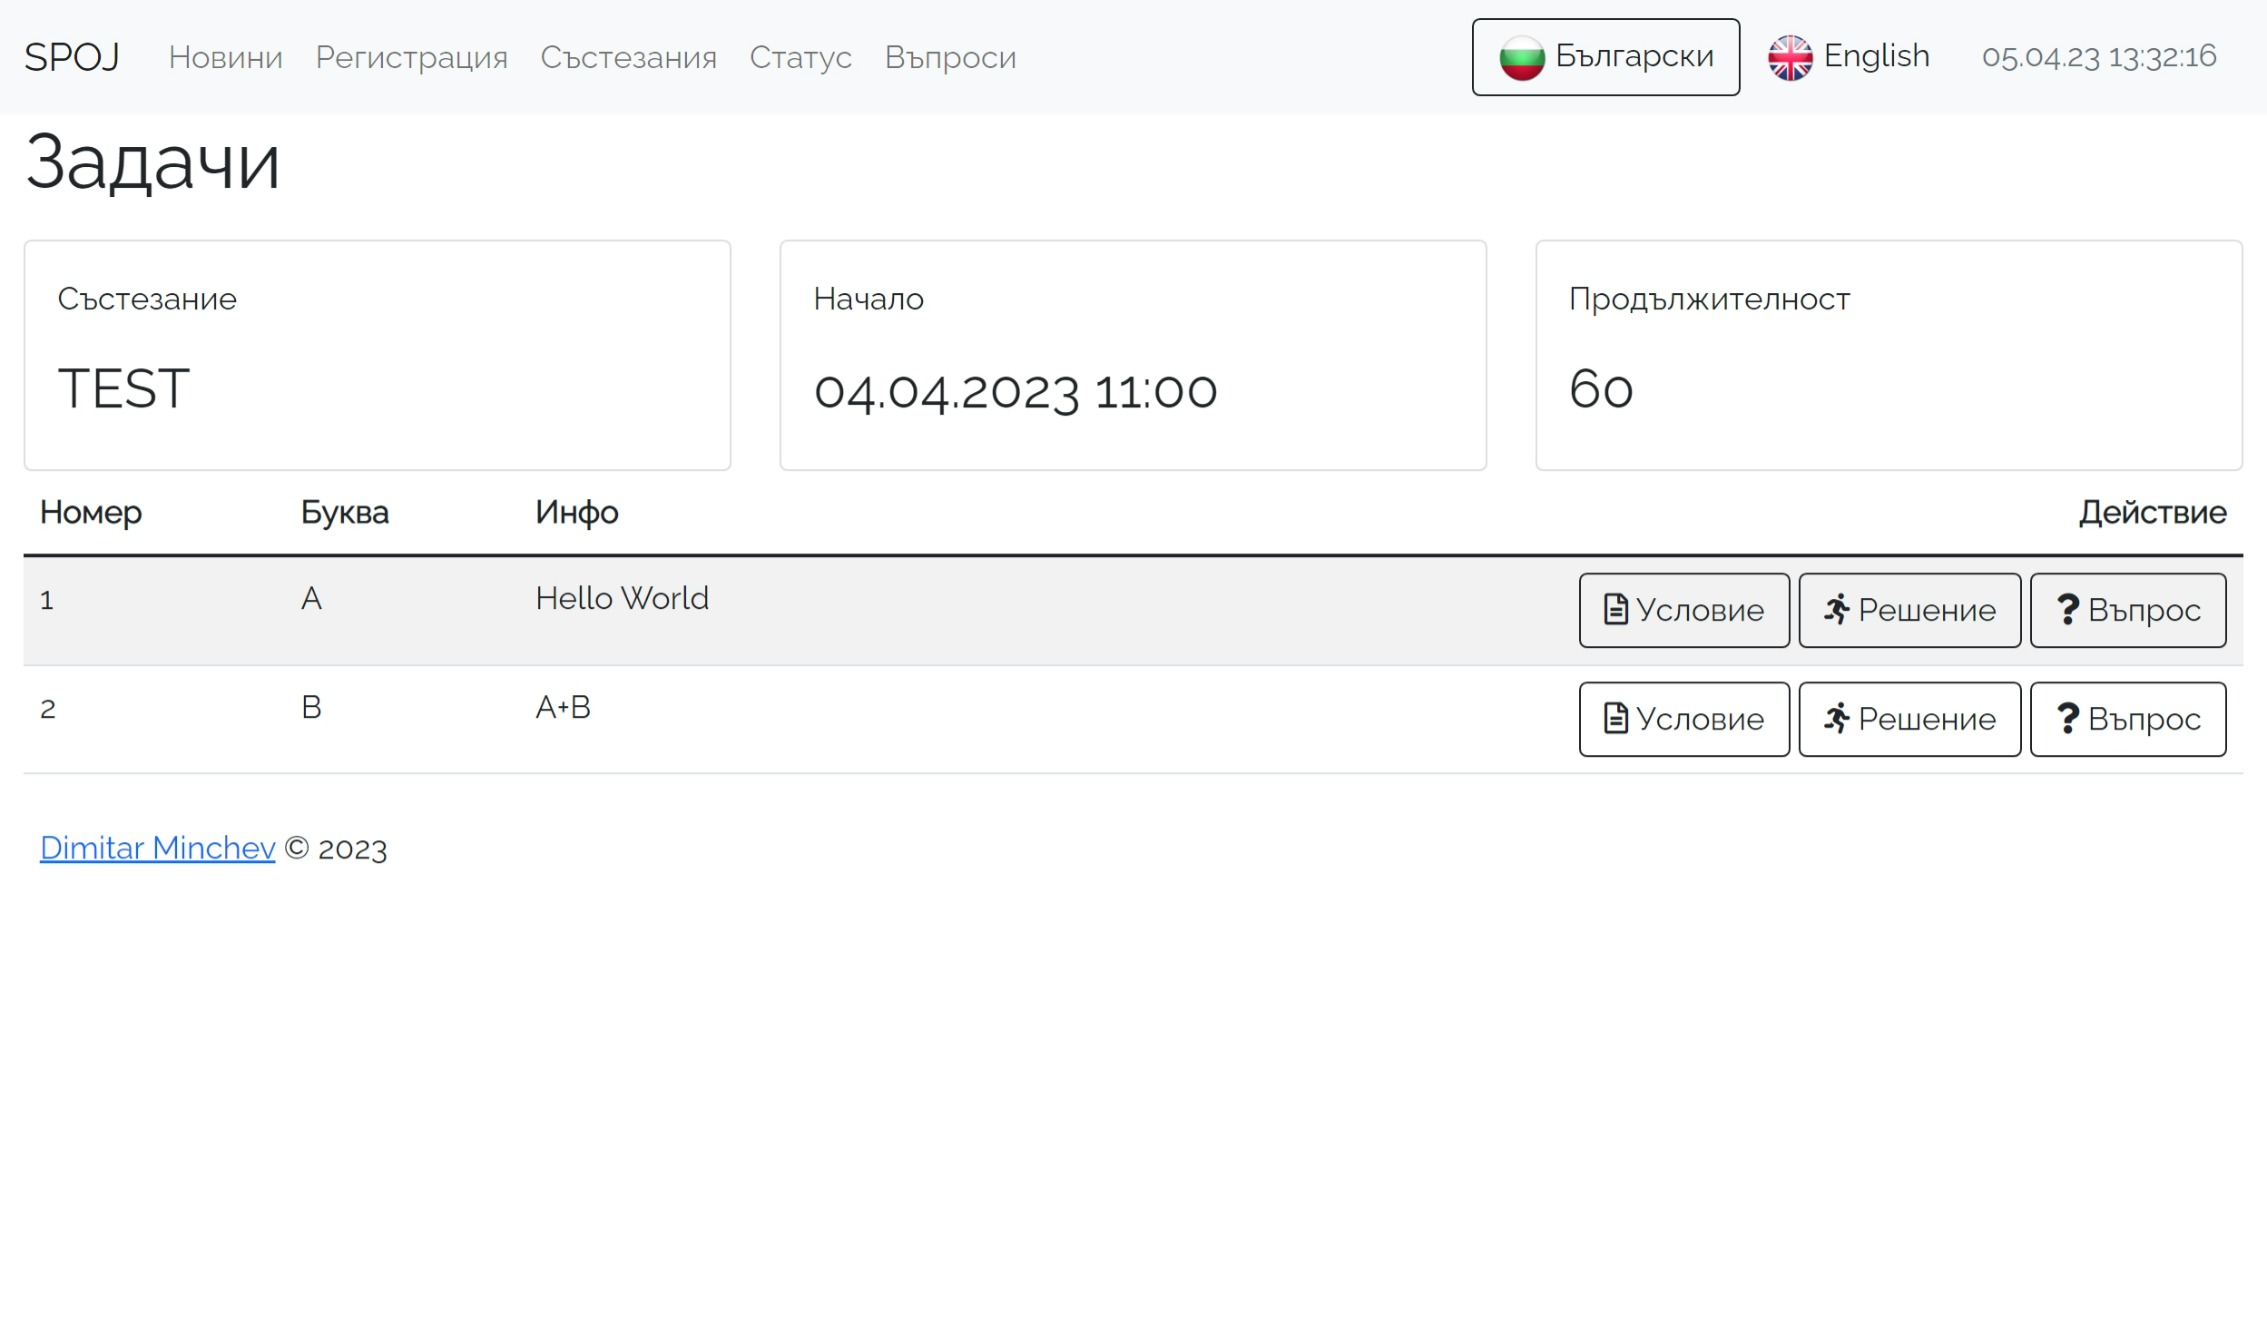 SPOJ Новини Регистрация Състезания Статус Въпроси Български English 05.04.23 13:32:16
Задачи
Състезание
TEST
Начало
04.04.2023 11:00
Продължителност
60
Номер Буква Инфо Действие
1 A Hello World Условие Решение ? Въпрос
2 B A+B Условие Решение ? Въпрос
Dimitar Minchev © 2023